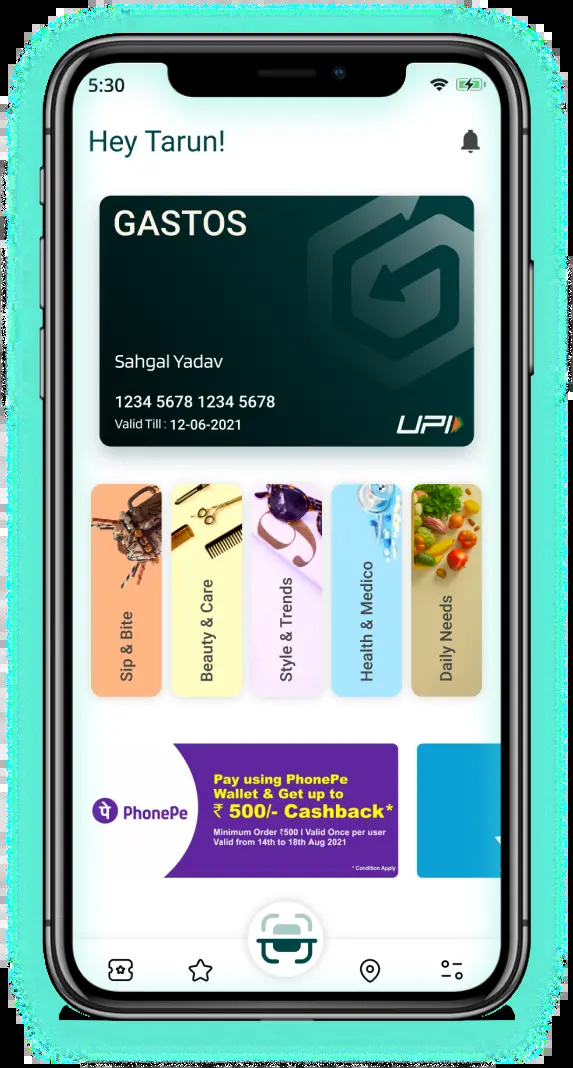 5:30
Hey Tarun!
GASTOS
Sahgal Yadav
1234 5678 1234 5678
Valid Till : 12-06-2021
UPI
Sip & Bite
Beauty & Care
Style & Trends
Health & Medico
Daily Needs
पे PhonePe
Pay using PhonePe
Wallet & Get up to
₹ 500/- Cashback*
Minimum Order ₹500 I Valid Once per user
Valid from 14th to 18th Aug 2021
* Condition Apply